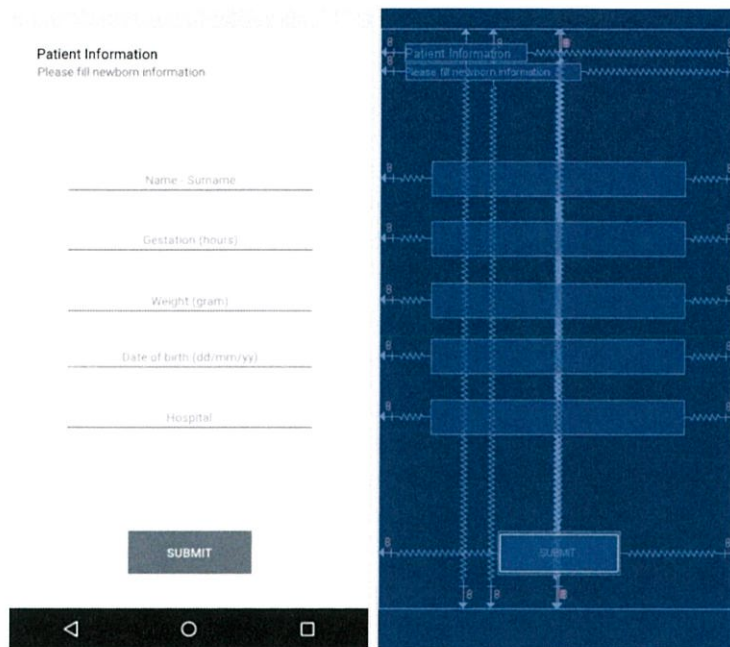 Patient Information
Please fill newborn information
Name - Surname
Gestation (hours)
Weight (gram)
Date of birth (dd/mm/yy)
Hospital
SUBMIT
Patient Information
Please fill newborn information
SUBMIT